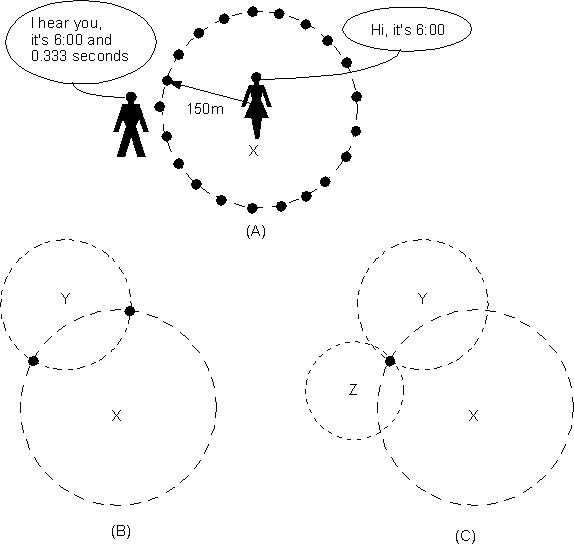 I hear you,
it's 6:00 and
0.333 seconds
Hi, it's 6:00
150m
X
(A)
Y
X
(B)
Y
Z
X
(C)